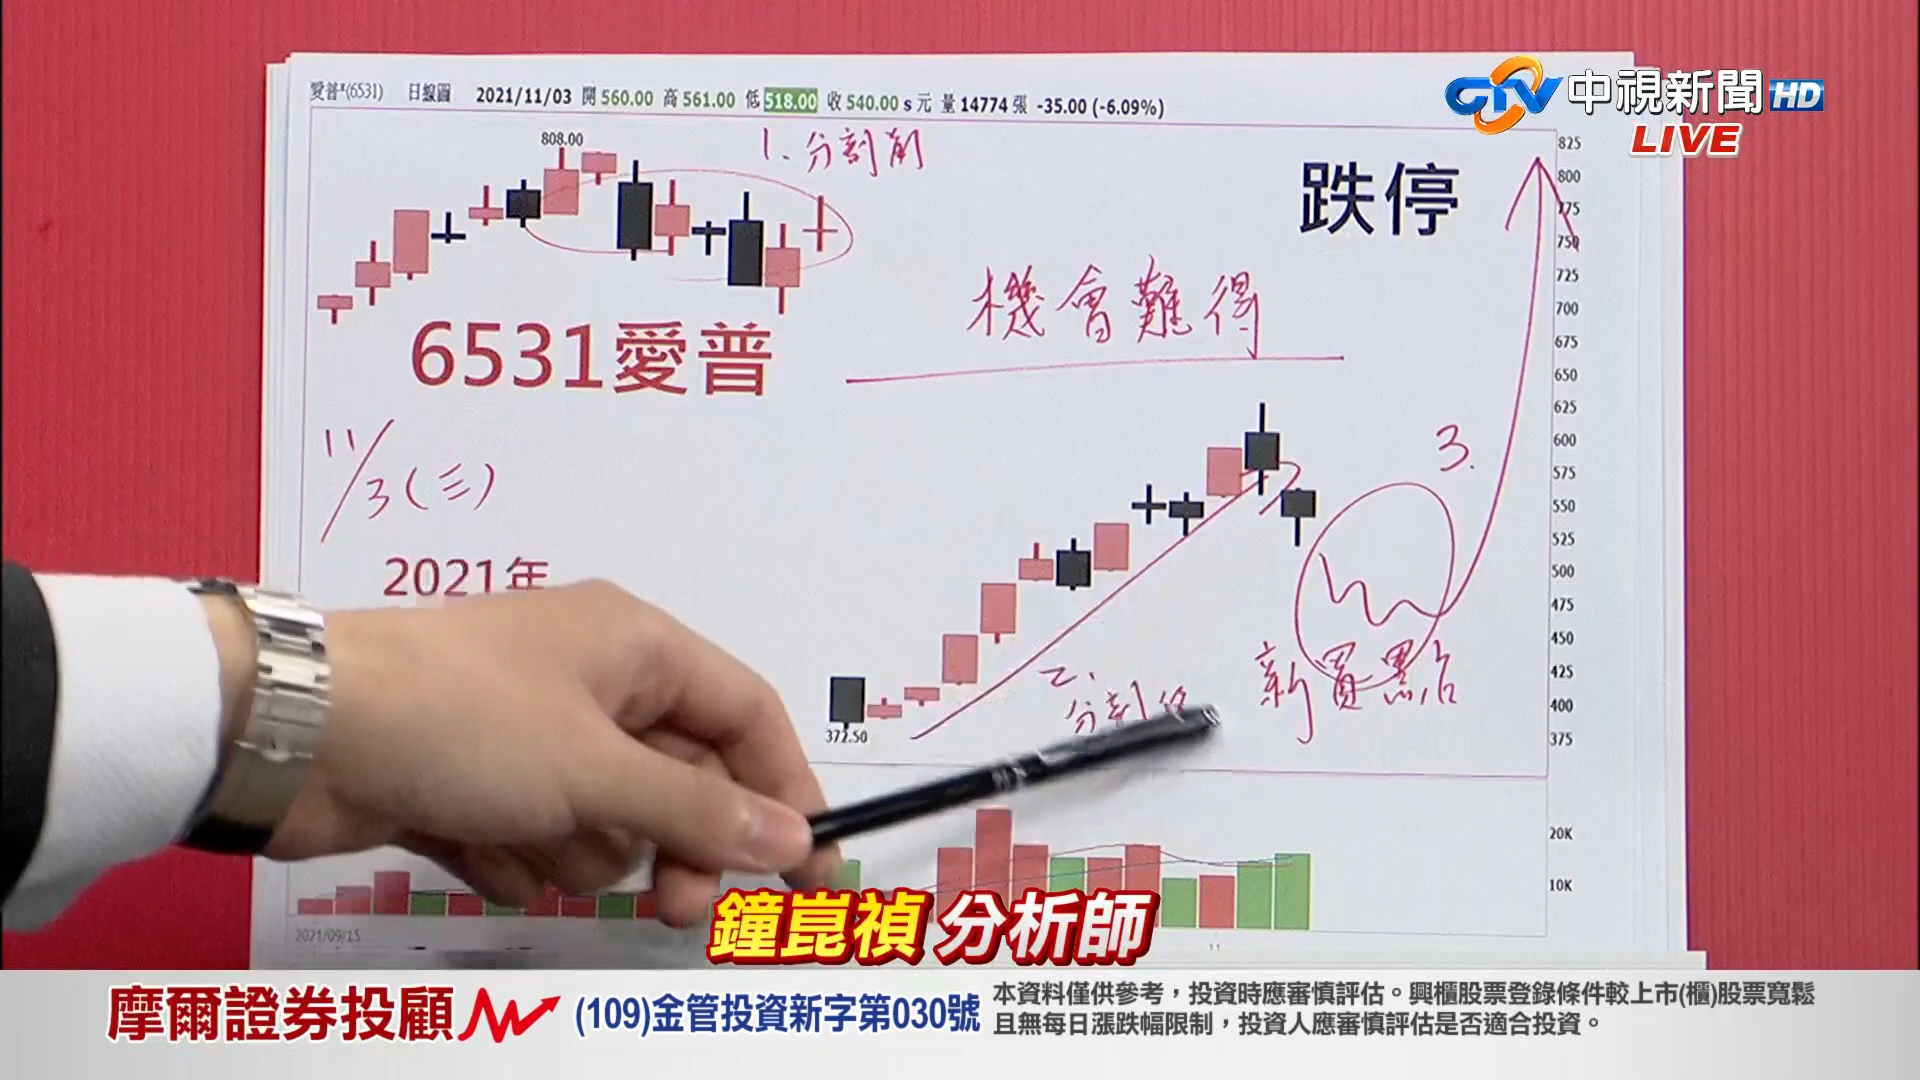 愛普*(6531) 日線圖 2021/11/03 開 560.00 高 561.00 低 518.00 收 540.00 s 元 量 14774 張 -35.00 (-6.09%)
CTV 中視新聞 HD
LIVE
808.00
1. 分割前
跌停
825
800
775
750
725
700
675
650
625
600
575
550
525
500
475
450
425
400
375
機會難得
6531愛普
11/3(三)
3.
2021年
2.
分割後
新買點
372.50
20K
10K
2021/09/15
11
鐘崑禎 分析師
摩爾證券投顧 (109)金管投資新字第030號
本資料僅供參考，投資時應審慎評估。興櫃股票登錄條件較上市(櫃)股票寬鬆
且無每日漲跌幅限制，投資人應審慎評估是否適合投資。